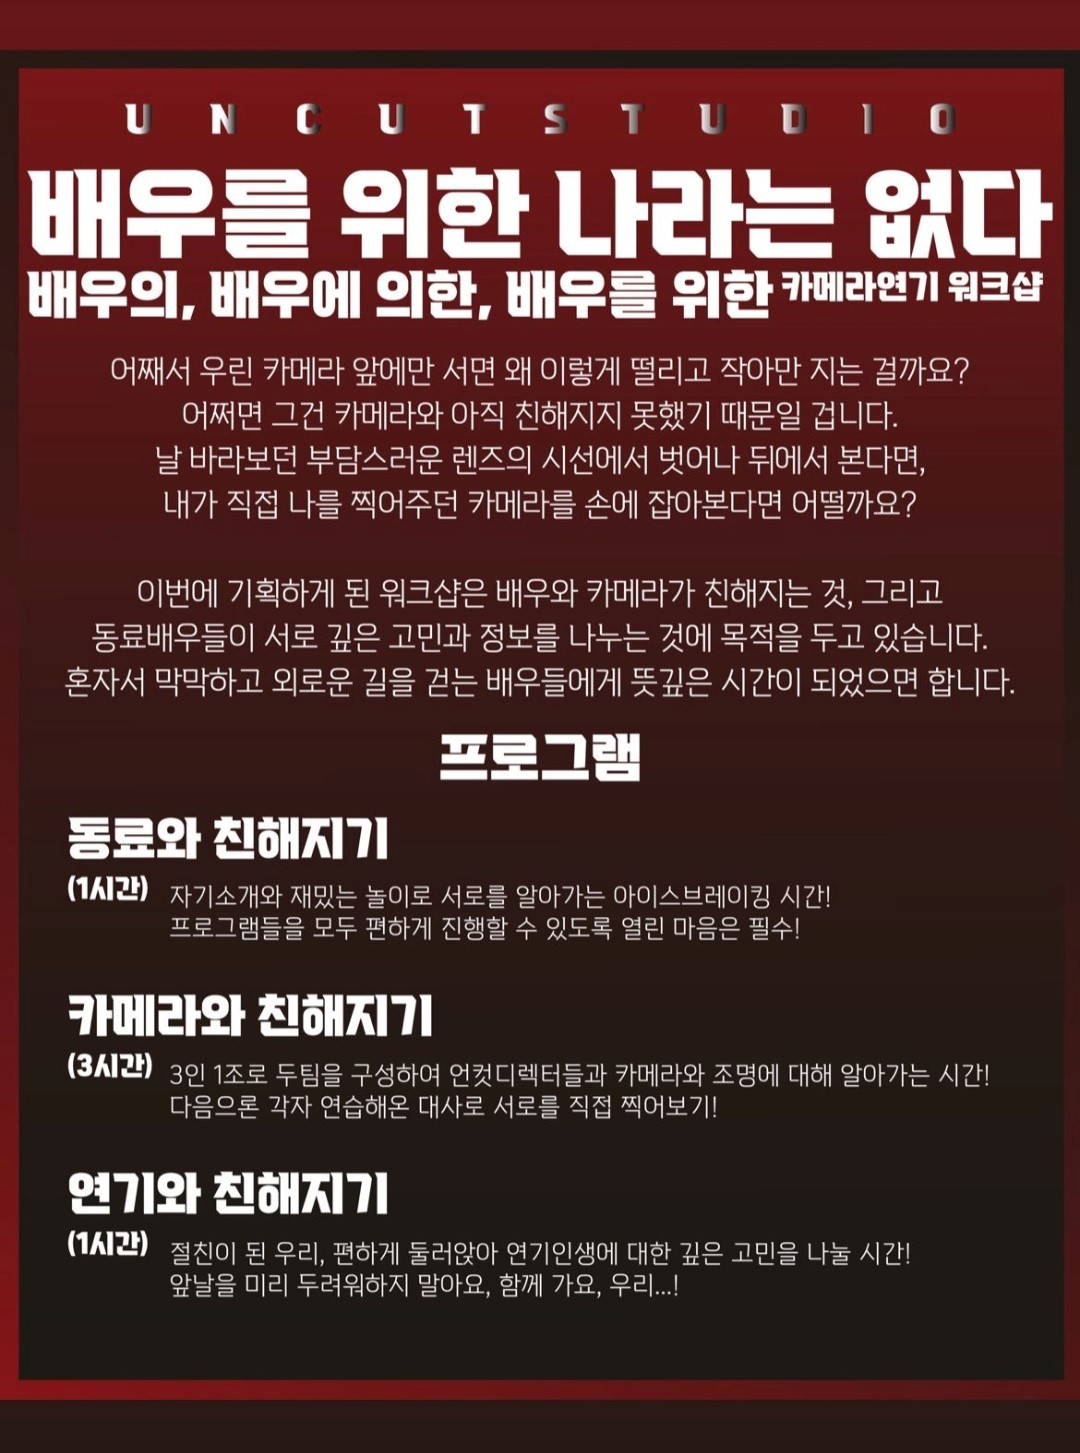 UNCUTSTUDIO
배우를 위한 나라는 없다
배우의, 배우에 의한, 배우를 위한 카메라연기 워크샵
어째서 우린 카메라 앞에만 서면 왜 이렇게 떨리고 작아만 지는 걸까요?
어쩌면 그건 카메라와 아직 친해지지 못했기 때문일 겁니다.
날 바라보던 부담스러운 렌즈의 시선에서 벗어나 뒤에서 본다면,
내가 직접 나를 찍어주던 카메라를 손에 잡아본다면 어떨까요?
이번에 기획하게 된 워크샵은 배우와 카메라가 친해지는 것, 그리고
동료배우들이 서로 깊은 고민과 정보를 나누는 것에 목적을 두고 있습니다.
혼자서 막막하고 외로운 길을 걷는 배우들에게 뜻깊은 시간이 되었으면 합니다.
프로그램
동료와 친해지기
(1시간) 자기소개와 재밌는 놀이로 서로를 알아가는 아이스브레이킹 시간!
프로그램들을 모두 편하게 진행할 수 있도록 열린 마음은 필수!
카메라와 친해지기
(3시간) 3인 1조로 두팀을 구성하여 언컷디렉터들과 카메라와 조명에 대해 알아가는 시간!
다음으론 각자 연습해온 대사로 서로를 직접 찍어보기!
연기와 친해지기
(1시간) 절친이 된 우리, 편하게 둘러앉아 연기인생에 대한 깊은 고민을 나눌 시간!
앞날을 미리 두려워하지 말아요, 함께 가요, 우리...!